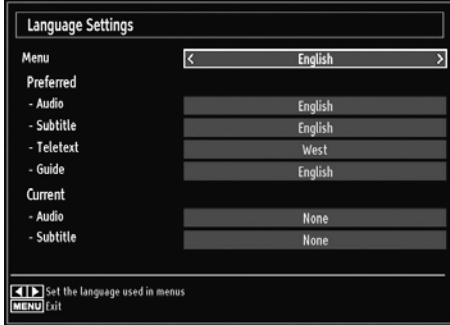 Language Settings
Menu < English >
Preferred
- Audio English
- Subtitle English
- Teletext West
- Guide English
Current
- Audio None
- Subtitle None
Set the language used in menus
MENU Exit